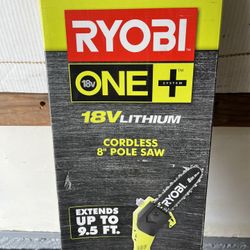 RYOBI
18V
ONE+
SYSTEM
18V LITHIUM
CORDLESS
8" POLE SAW
RYOBI
EXTENDS
UP TO
9.5 FT.